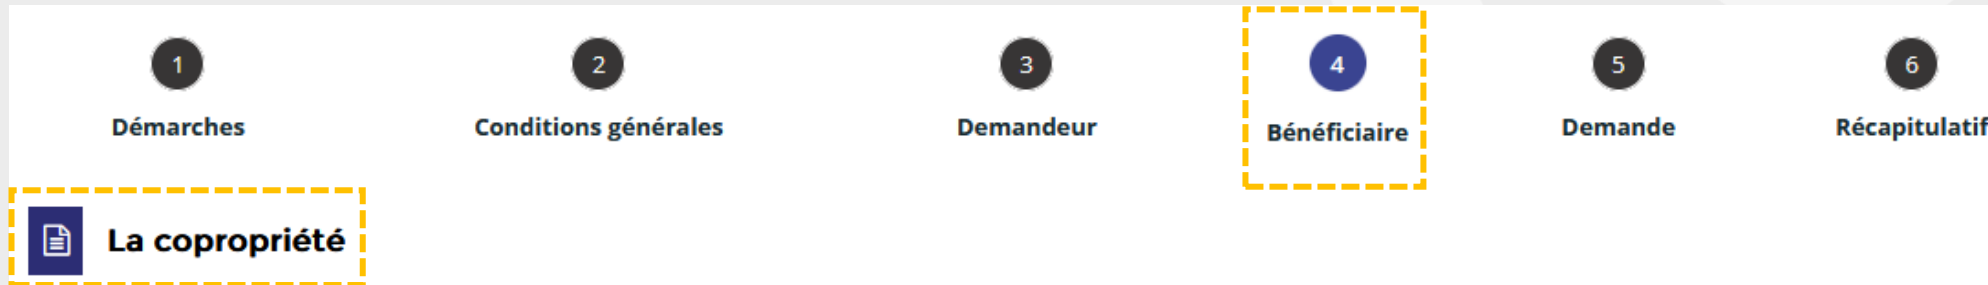 1 2 3 4 5 6
Démarches Conditions générales Demandeur Bénéficiaire Demande Récapitulatif
La copropriété